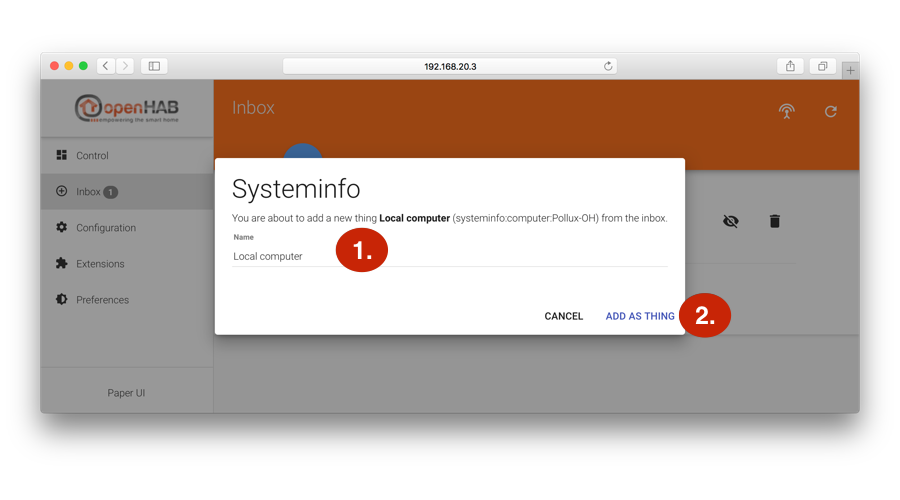 192.168.20.3
openHAB
empowering the smart home
Inbox
Control
Inbox 1
Configuration
Extensions
Preferences
Paper UI
Systeminfo
You are about to add a new thing Local computer (systeminfo:computer:Pollux-OH) from the inbox.
Name
Local computer
1.
CANCEL
ADD AS THING
2.